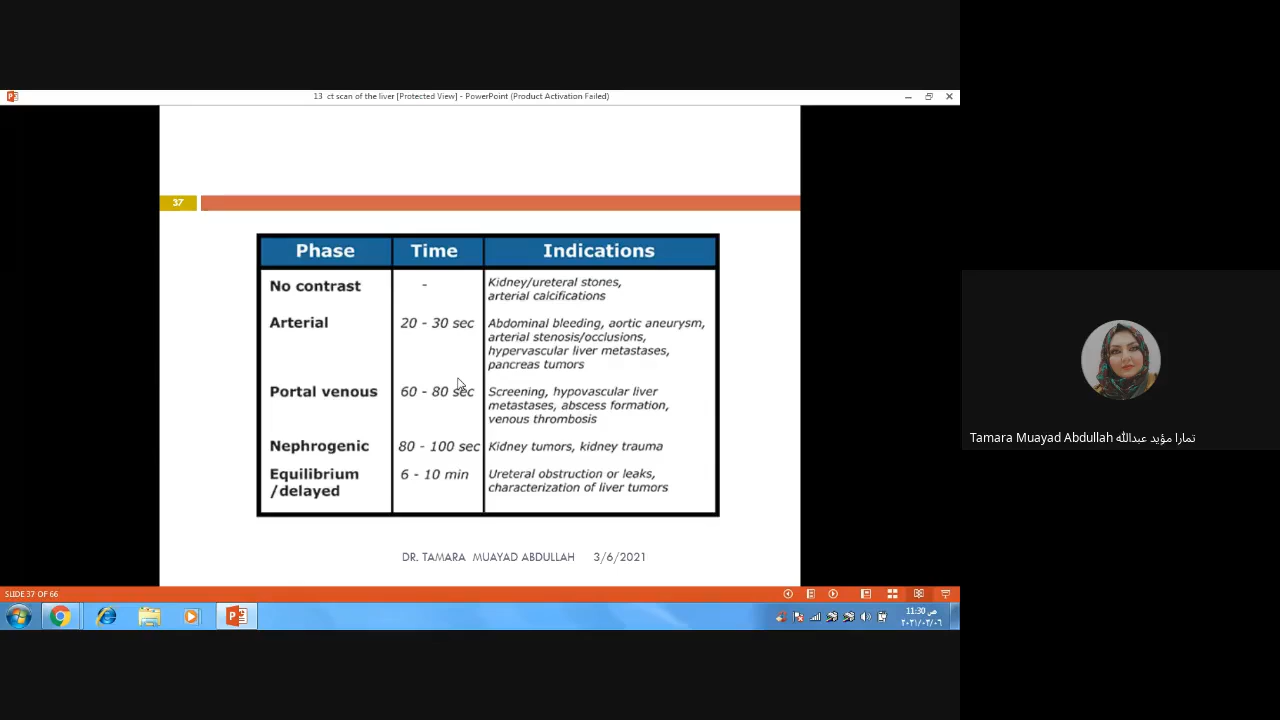 13 ct scan of the liver [Protected View] - PowerPoint (Product Activation Failed)
37
Phase Time Indications
No contrast - Kidney/ureteral stones,
arterial calcifications
Arterial 20 - 30 sec Abdominal bleeding, aortic aneurysm,
arterial stenosis/occlusions,
hypervascular liver metastases,
pancreas tumors
Portal venous 60 - 80 sec Screening, hypovascular liver
metastases, abscess formation,
venous thrombosis
Nephrogenic 80 - 100 sec Kidney tumors, kidney trauma
Equilibrium 6 - 10 min Ureteral obstruction or leaks,
/delayed characterization of liver tumors
DR. TAMARA MUAYAD ABDULLAH 3/6/2021
Tamara Muayad Abdullah تمارا مؤيد عبدالله
SLIDE 37 OF 66
11:30 ص
٢٠٢١/٠٣/٠٦